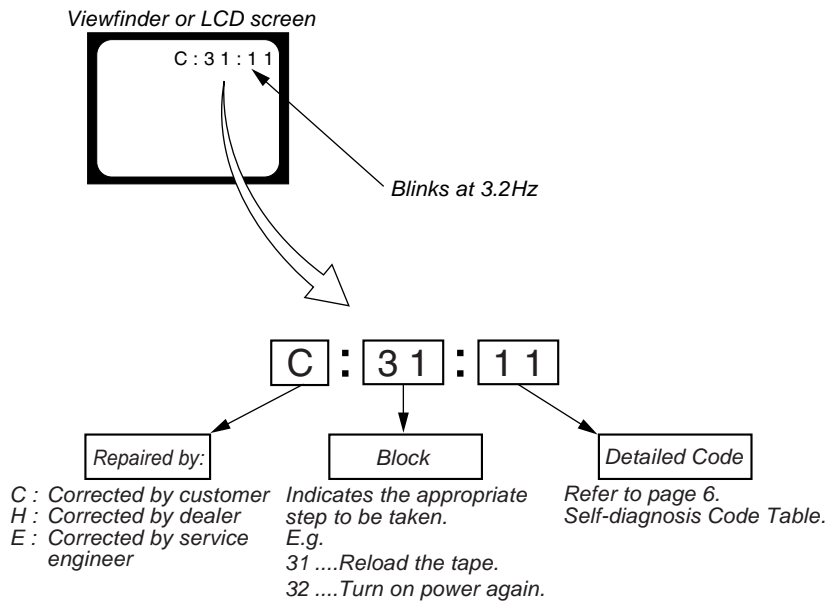 Viewfinder or LCD screen
C : 3 1 : 1 1
Blinks at 3.2Hz
C : 3 1 : 1 1
Repaired by:
C : Corrected by customer
H : Corrected by dealer
E : Corrected by service
engineer
Block
Indicates the appropriate
step to be taken.
E.g.
31 ....Reload the tape.
32 ....Turn on power again.
Detailed Code
Refer to page 6.
Self-diagnosis Code Table.